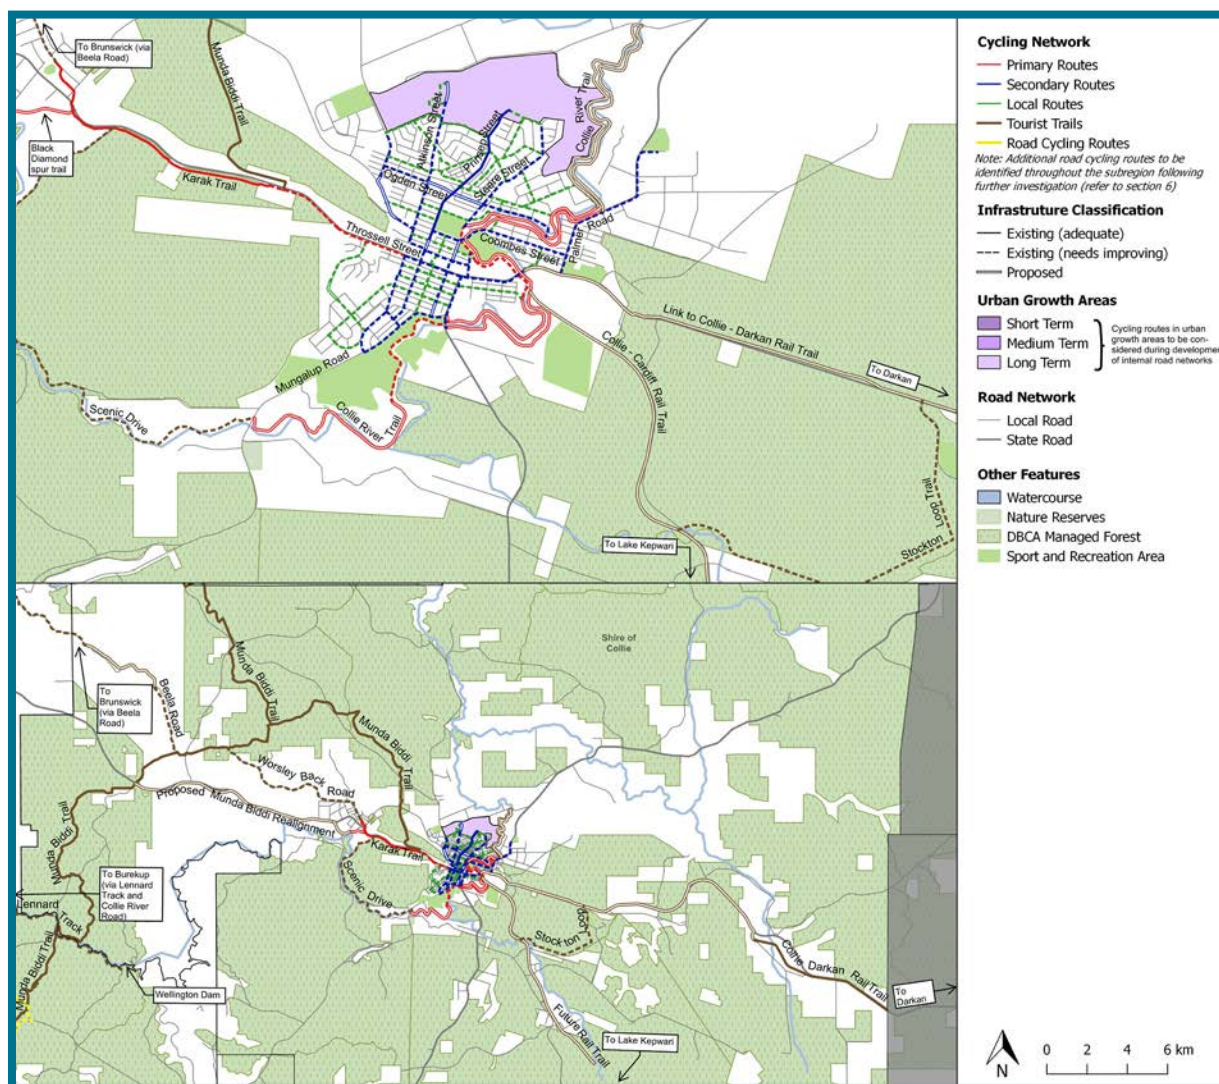 To Brunswick (via
Beela Road)
Munda Biddi Trail
Black
Diamond
spur trail
Karak Trail
Throssell Street
Atkinson Street
Prinsep Street
Ogden Street
Steere Street
Collie River Trail
Palmer Road
Coombes Street
Link to Collie - Darkan Rail Trail
To Darkan
Collie - Cardiff Rail Trail
Mungalup Road
Scenic Drive
Collie River
Trail
Loop Trail
Stockton
To Lake Kepwari
Shire of
Collie
To
Brunswick
(via Beela
Road)
Beela Road
Munda Biddi Trail
Munda Biddi Trail
Worsley Back
Road
Proposed Munda Biddi Realignment
Munda Biddi Trail
Karak Trail
Scenic Drive
To Burekup
(via Lennard
Track and
Collie River
Road)
Lennard
Track
Munda Biddi Trail
Wellington Dam
Stockton
Loop
Collie Darkan Rail Trail
To
Darkan
Future Rail Trail
To Lake Kepwari
Cycling Network
Primary Routes
Secondary Routes
Local Routes
Tourist Trails
Road Cycling Routes
Note: Additional road cycling routes to be
identified throughout the subregion following
further investigation (refer to section 6)
Infrastruture Classification
Existing (adequate)
Existing (needs improving)
Proposed
Urban Growth Areas
Short Term
Medium Term
Long Term
Cycling routes in urban
growth areas to be con-
sidered during development
of internal road networks
Road Network
Local Road
State Road
Other Features
Watercourse
Nature Reserves
DBCA Managed Forest
Sport and Recreation Area
N
0 2 4 6 km